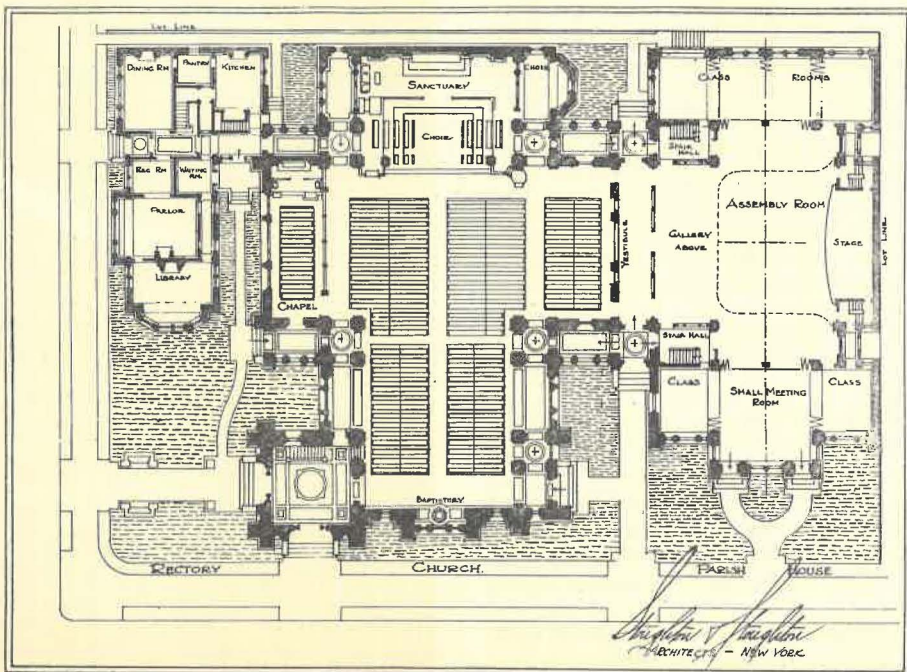 LOT LINE
DINING RM
PANTRY
KITCHEN
SANCTUARY
CHOIR
CHOIR
CLASS
ROOMS
STAIR HALL
REC RM
WAITING RM.
PARLOR
LIBRARY
CHAPEL
VESTIBULE
GALLERY ABOVE
ASSEMBLY ROOM
STAGE
LOT LINE
STAIR HALL
CLASS
SMALL MEETING ROOM
CLASS
BAPTISTORY
RECTORY
CHURCH.
PARISH HOUSE
Stoughton & Stoughton
ARCHITECTS - NEW YORK